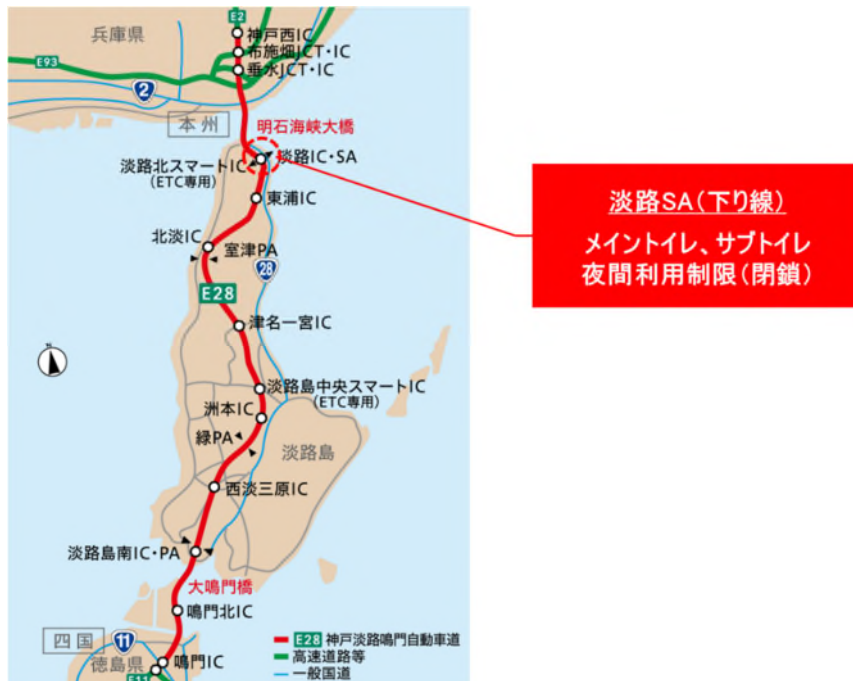 兵庫県
E2
神戸西IC
布施畑JCT・IC
垂水JCT・IC
E93
2
本州
明石海峡大橋
淡路IC・SA
淡路北スマートIC
(ETC専用)
東浦IC
北淡IC
室津PA
28
E28
津名一宮IC
淡路島中央スマートIC
(ETC専用)
洲本IC
緑PA
淡路島
西淡三原IC
淡路島南IC・PA
大鳴門橋
鳴門北IC
四国
11
徳島県
鳴門IC
E11
E28 神戸淡路鳴門自動車道
高速道路等
一般国道
淡路SA(下り線)
メイントイレ、サブトイレ
夜間利用制限(閉鎖)